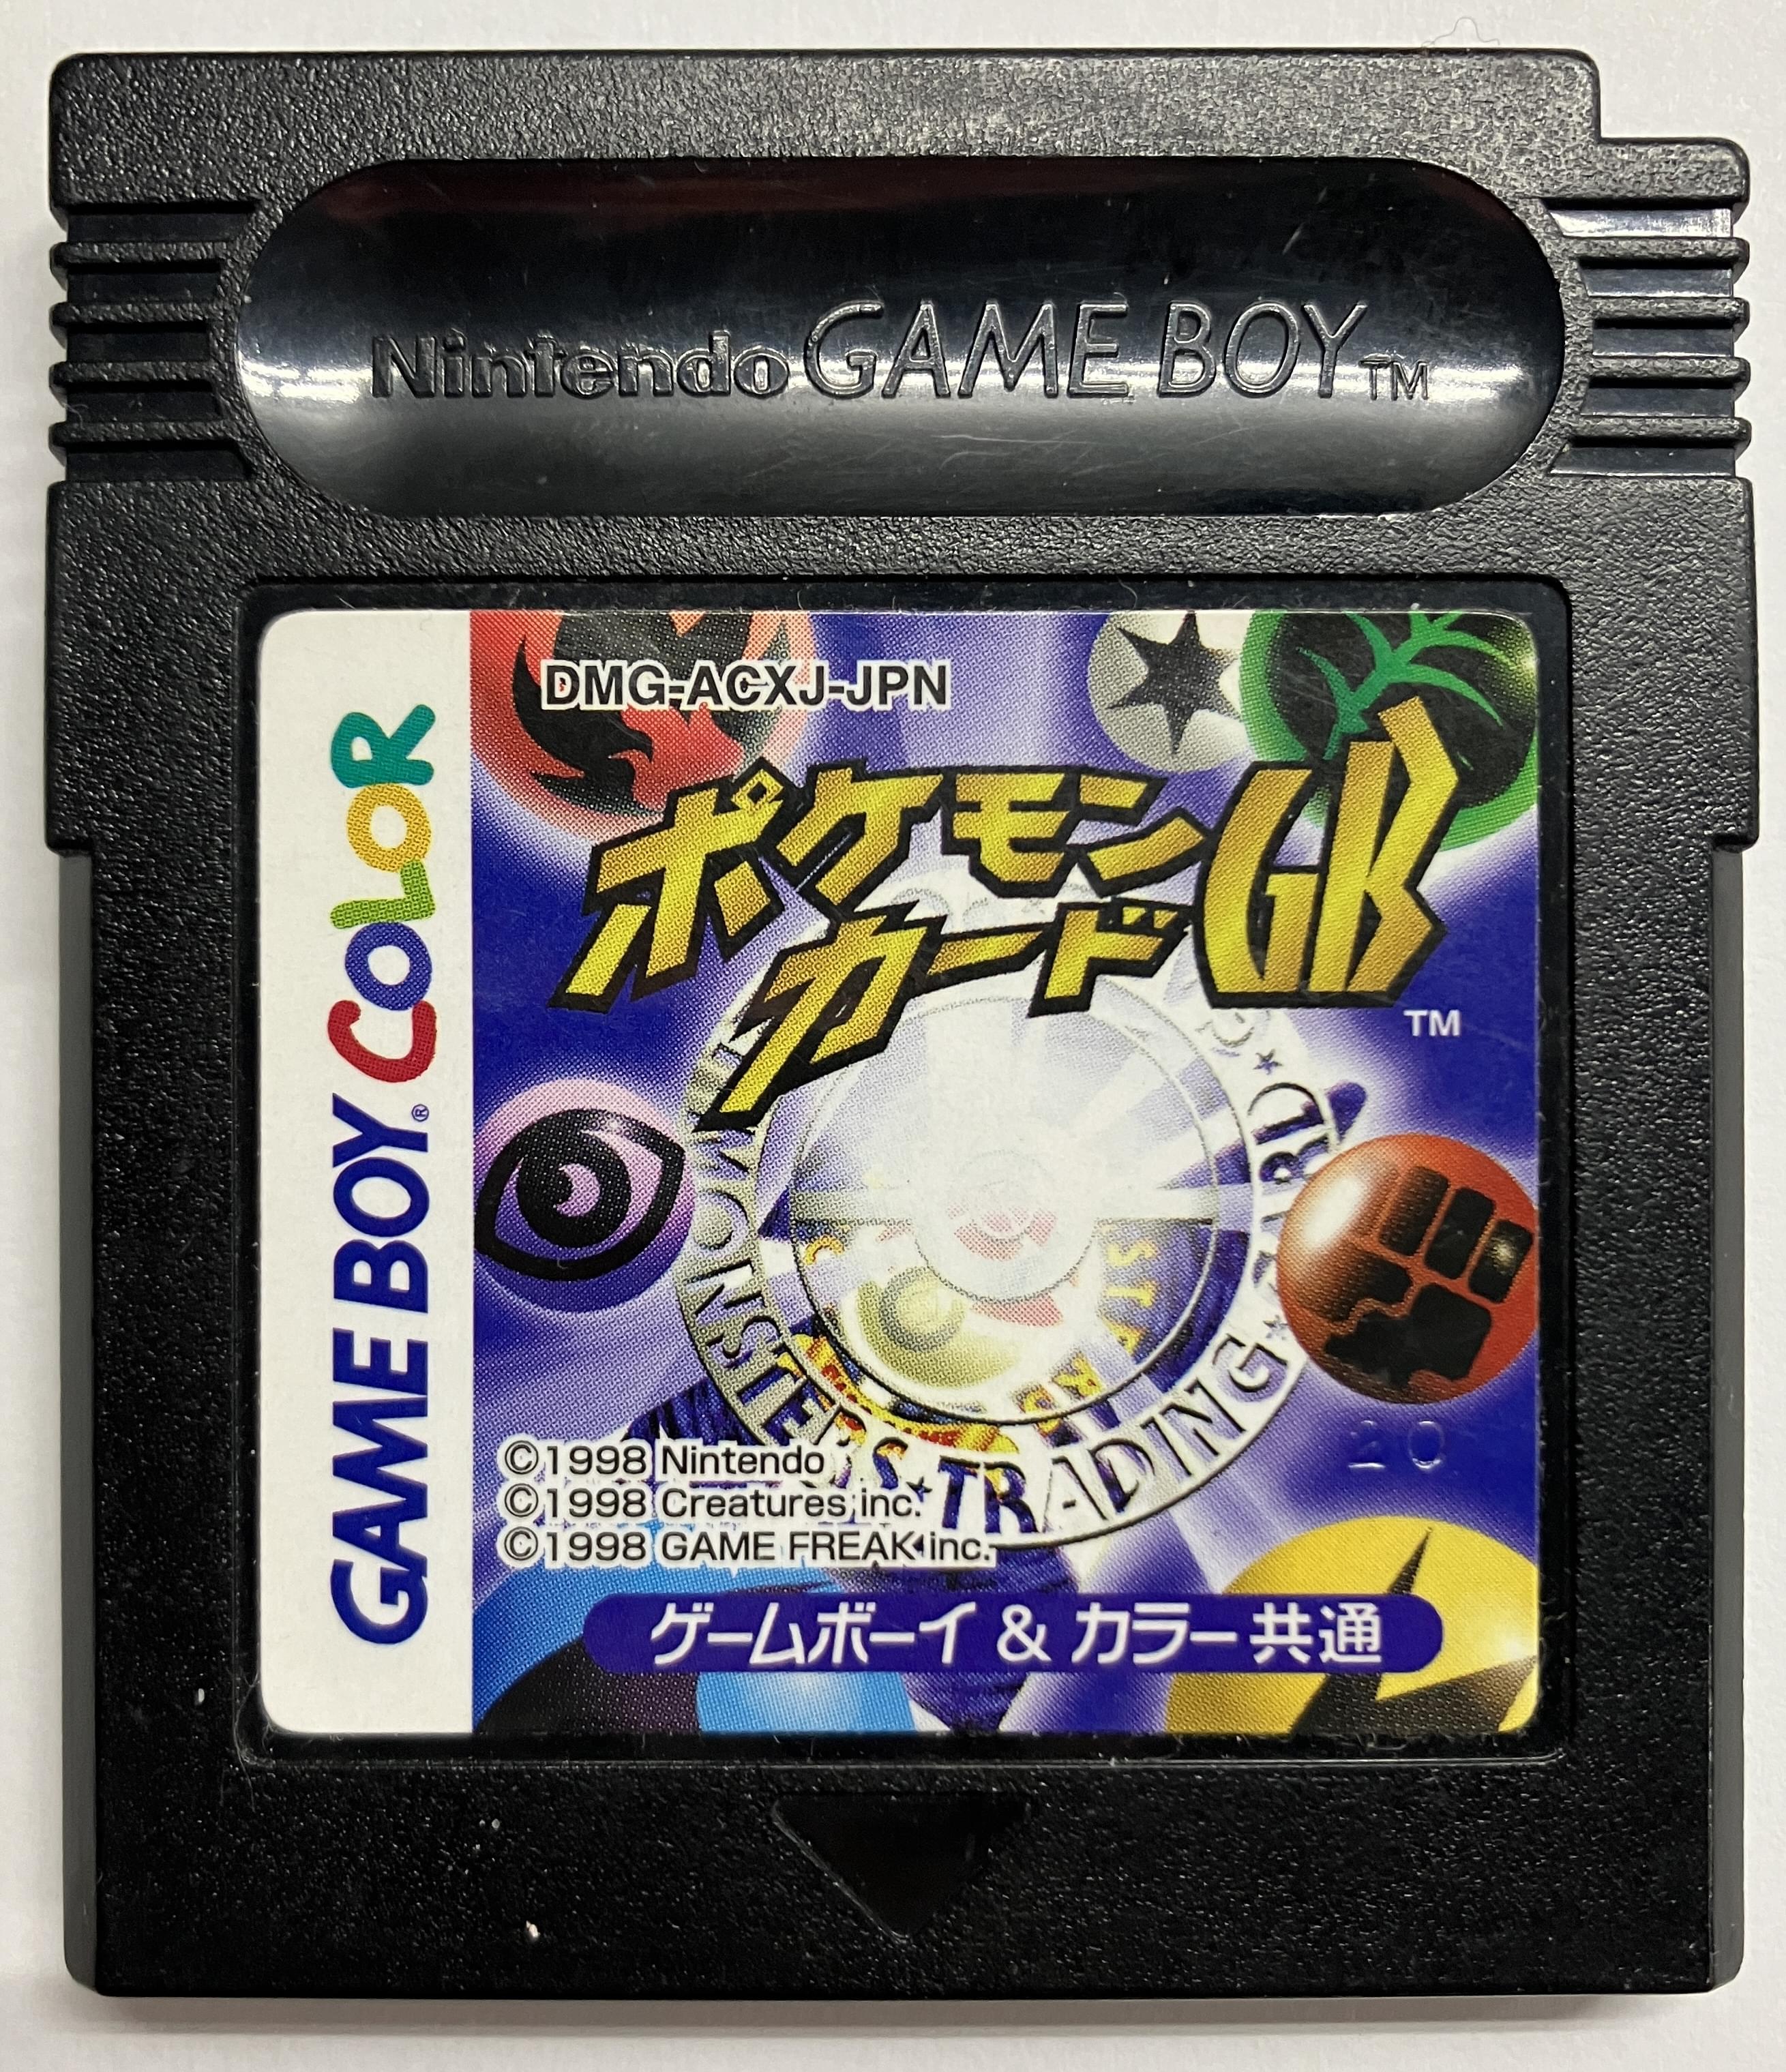 Nintendo GAME BOY TM
GAME BOY COLOR
DMG-ACXJ-JPN
ポケモン
カードGB
TM
MONSTERS★TRADING★CARD
©1998 Nintendo
©1998 Creatures inc.
©1998 GAME FREAK inc.
20
ゲームボーイ & カラー共通